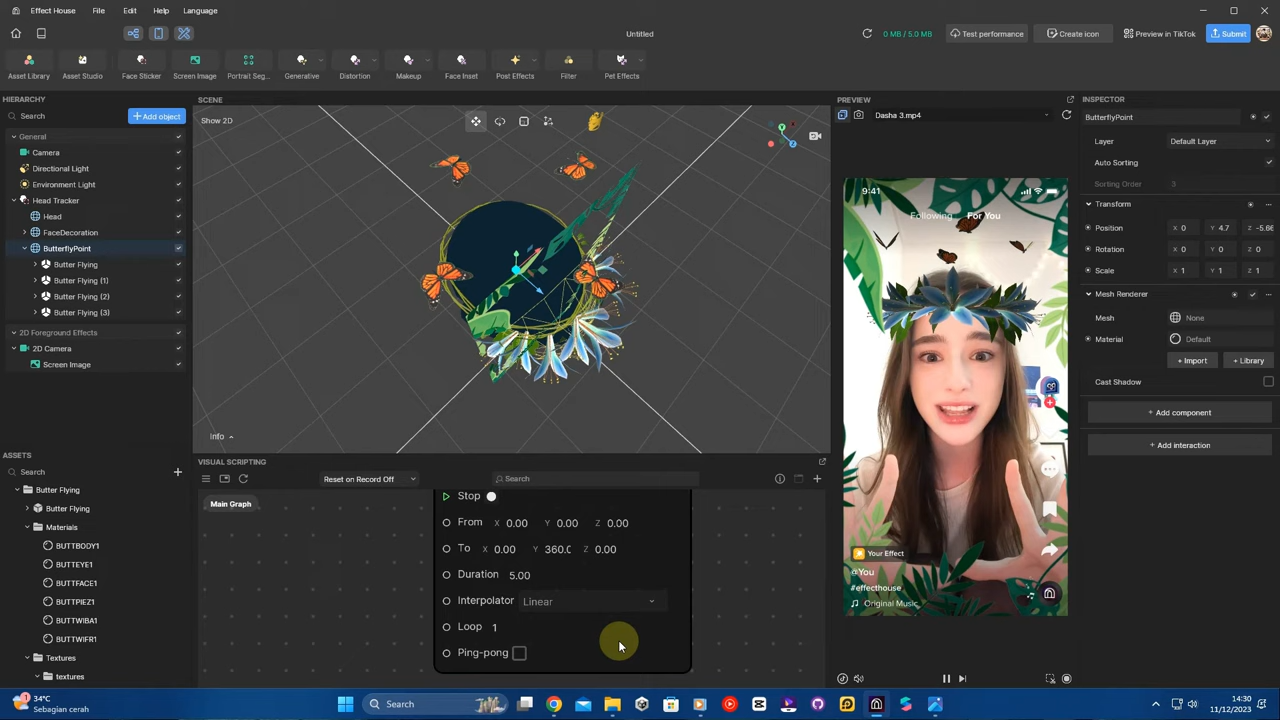 Effect House File Edit Help Language
Untitled
0 MB / 5.0 MB Test performance Create icon Preview in TikTok Submit
Asset Library Asset Studio Face Sticker Screen Image Portrait Seg... Generative Distortion Makeup Face Inset Post Effects Filter Pet Effects
HIERARCHY
Search
Add object
General
Camera
Directional Light
Environment Light
Head Tracker
Head
FaceDecoration
ButterflyPoint
Butter Flying
Butter Flying (1)
Butter Flying (2)
Butter Flying (3)
2D Foreground Effects
2D Camera
Screen Image
ASSETS
Search
Butter Flying
Butter Flying
Materials
BUTTBODY1
BUTTEYE1
BUTTFACE1
BUTTPIEZ1
BUTTWIBA1
BUTTWIFR1
Textures
textures
SCENE
Show 2D
Info
VISUAL SCRIPTING
Reset on Record Off
Search
Main Graph
Stop
From X 0.00 Y 0.00 Z 0.00
To X 0.00 Y 360.0 Z 0.00
Duration 5.00
Interpolator Linear
Loop 1
Ping-pong
PREVIEW
Dasha 3.mp4
9:41
Following For You
Your Effect
@You
#effecthouse
Original Music
INSPECTOR
ButterflyPoint
Layer Default Layer
Auto Sorting
Sorting Order 3
Transform
Position X 0 Y 4.7 Z -5.66
Rotation X 0 Y 0 Z 0
Scale X 1 Y 1 Z 1
Mesh Renderer
Mesh None
Material Default
+ Import + Library
Cast Shadow
+ Add component
+ Add interaction
1
34°C
Sebagian cerah
Search
14:30
11/12/2023